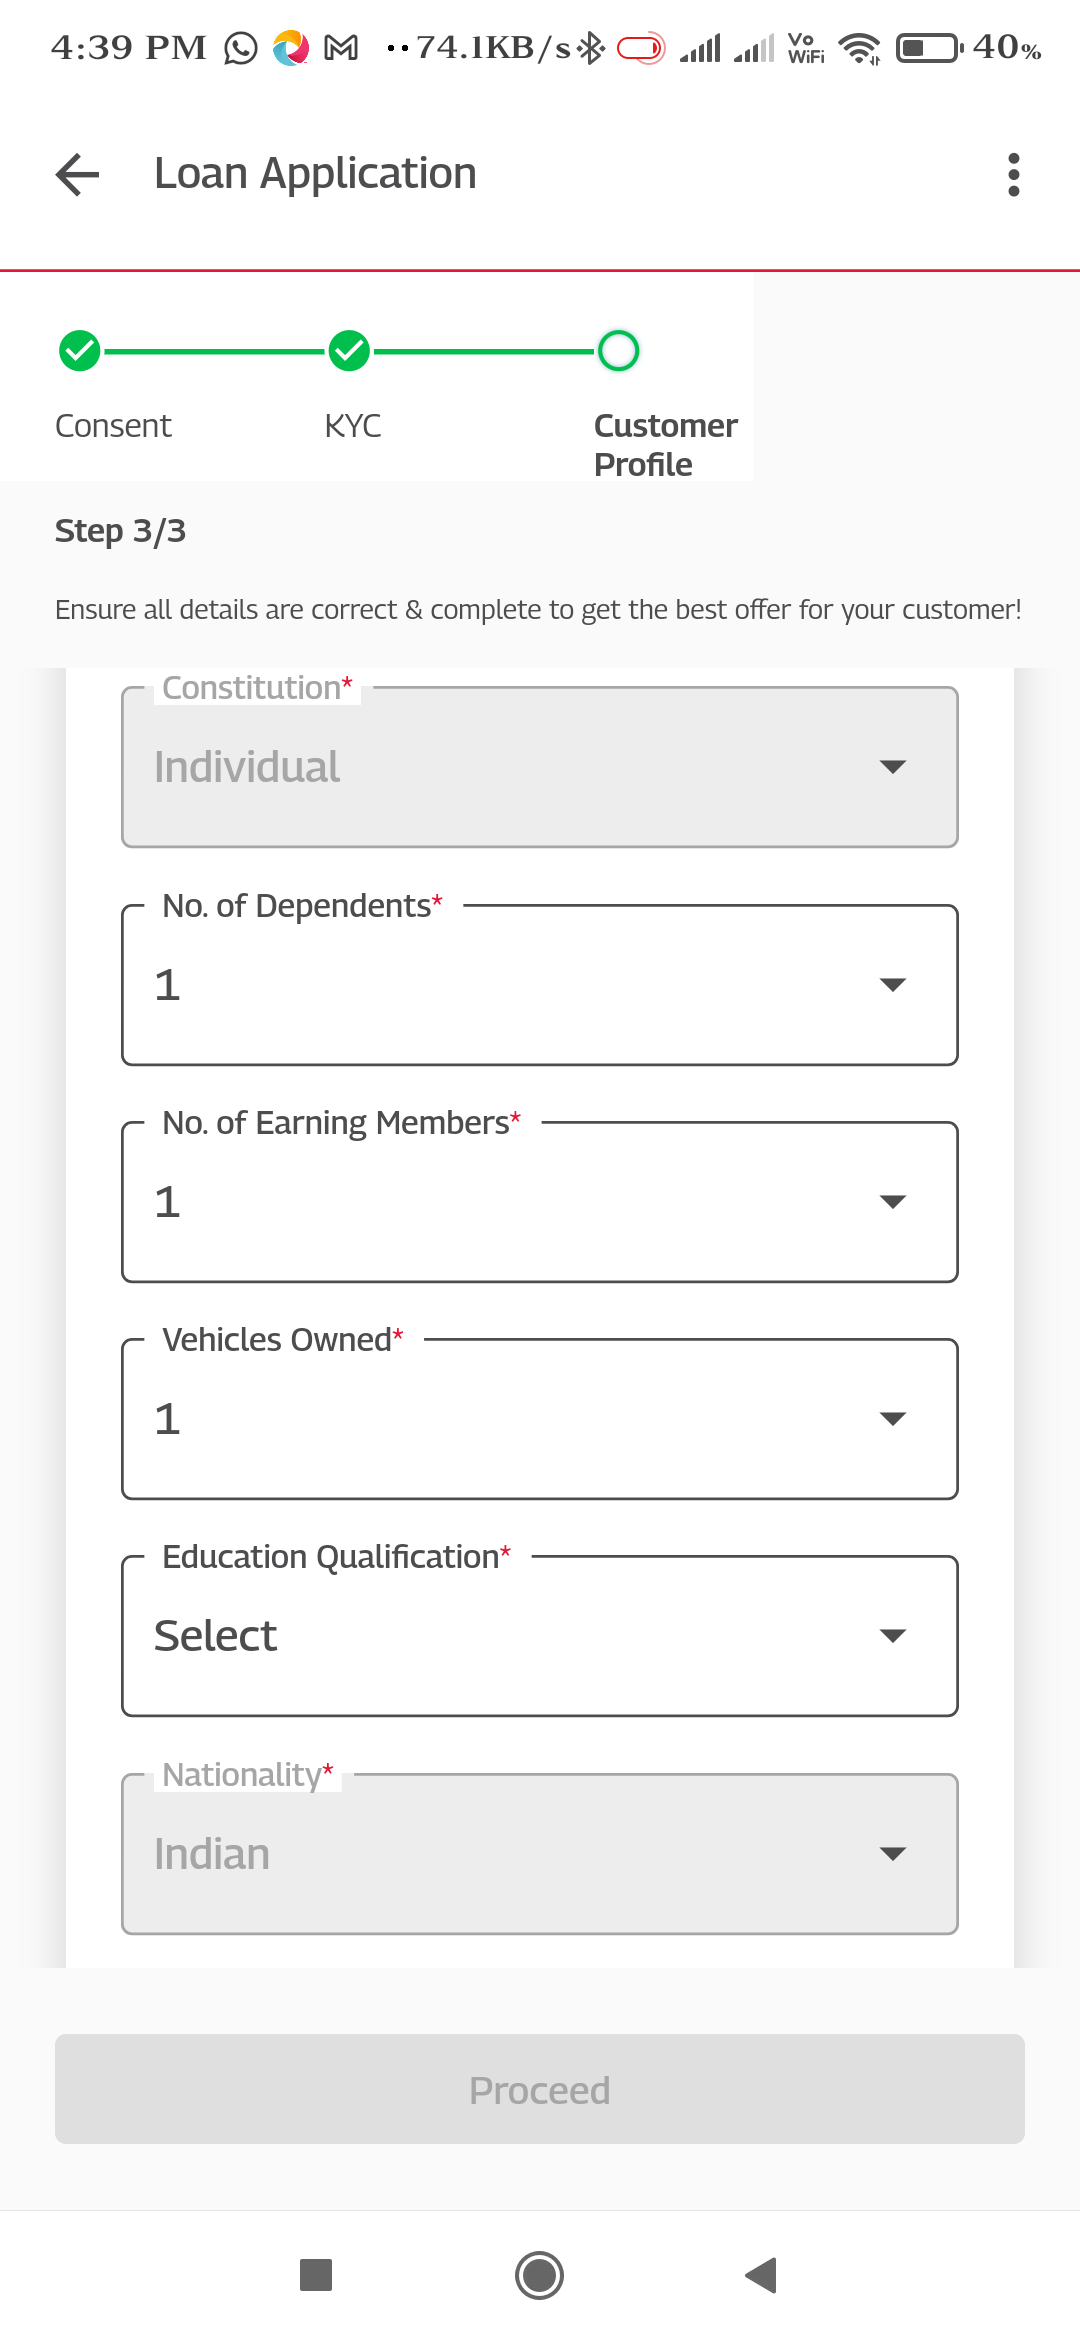 4:39 PM 74.1KB/s Vo WiFi 40%
Loan Application
Consent KYC Customer Profile
Step 3/3
Ensure all details are correct & complete to get the best offer for your customer!
Constitution*
Individual
No. of Dependents*
1
No. of Earning Members*
1
Vehicles Owned*
1
Education Qualification*
Select
Nationality*
Indian
Proceed